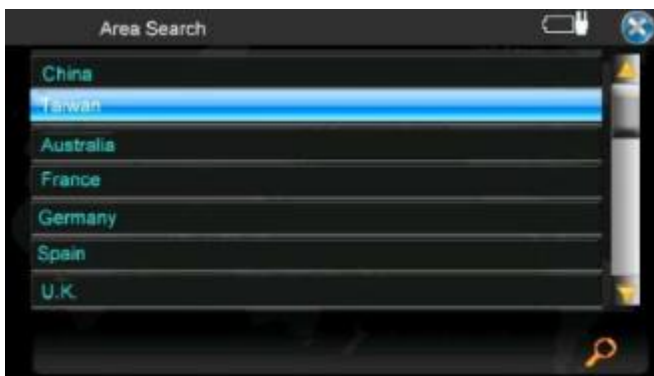 Area Search
China
Taiwan
Australia
France
Germany
Spain
U.K.